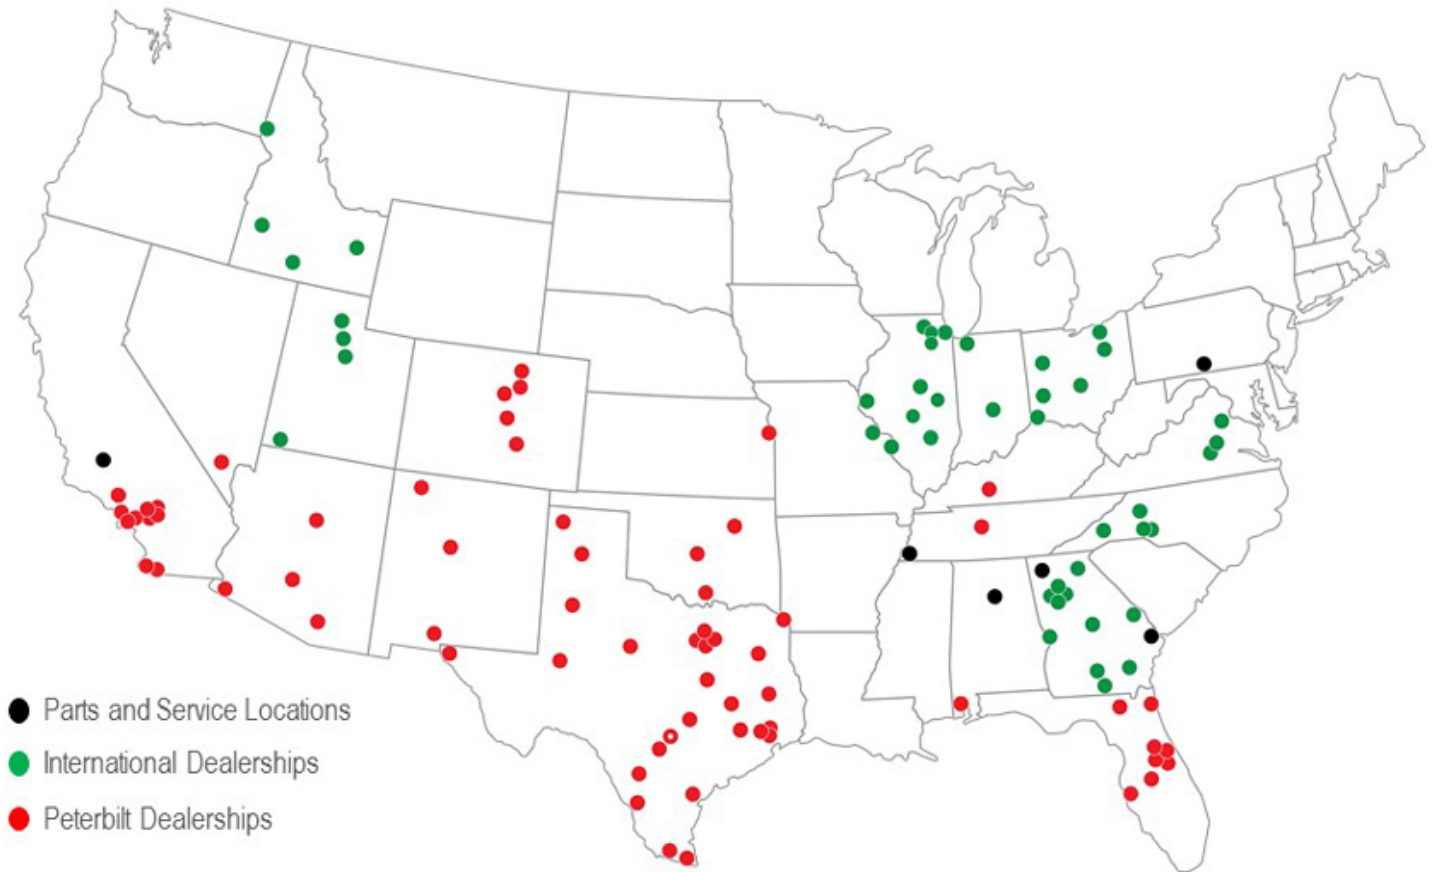 Parts and Service Locations
International Dealerships
Peterbilt Dealerships